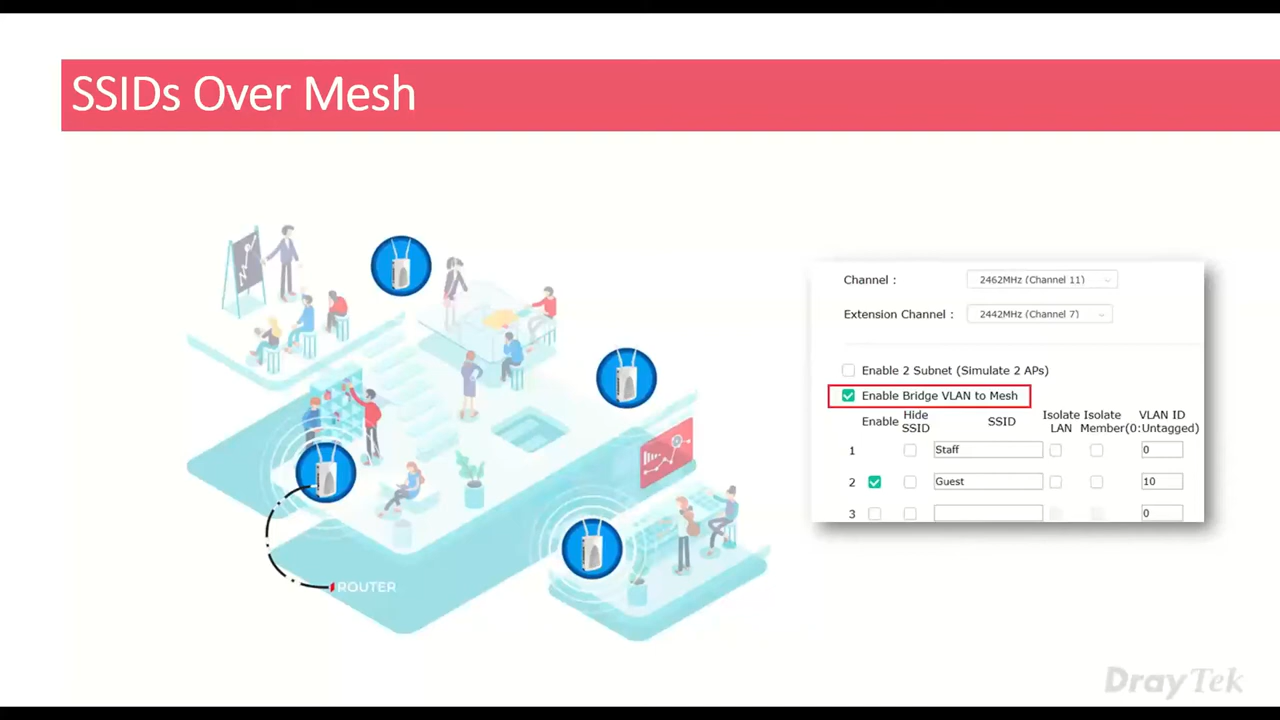 SSIDs Over Mesh
ROUTER
Channel : 2462MHz (Channel 11)
Extension Channel : 2442MHz (Channel 7)
Enable 2 Subnet (Simulate 2 APs)
Enable Bridge VLAN to Mesh
Enable Hide SSID SSID Isolate LAN Isolate Member VLAN ID (0:Untagged)
1 Staff 0
2 Guest 10
3 0
DrayTek